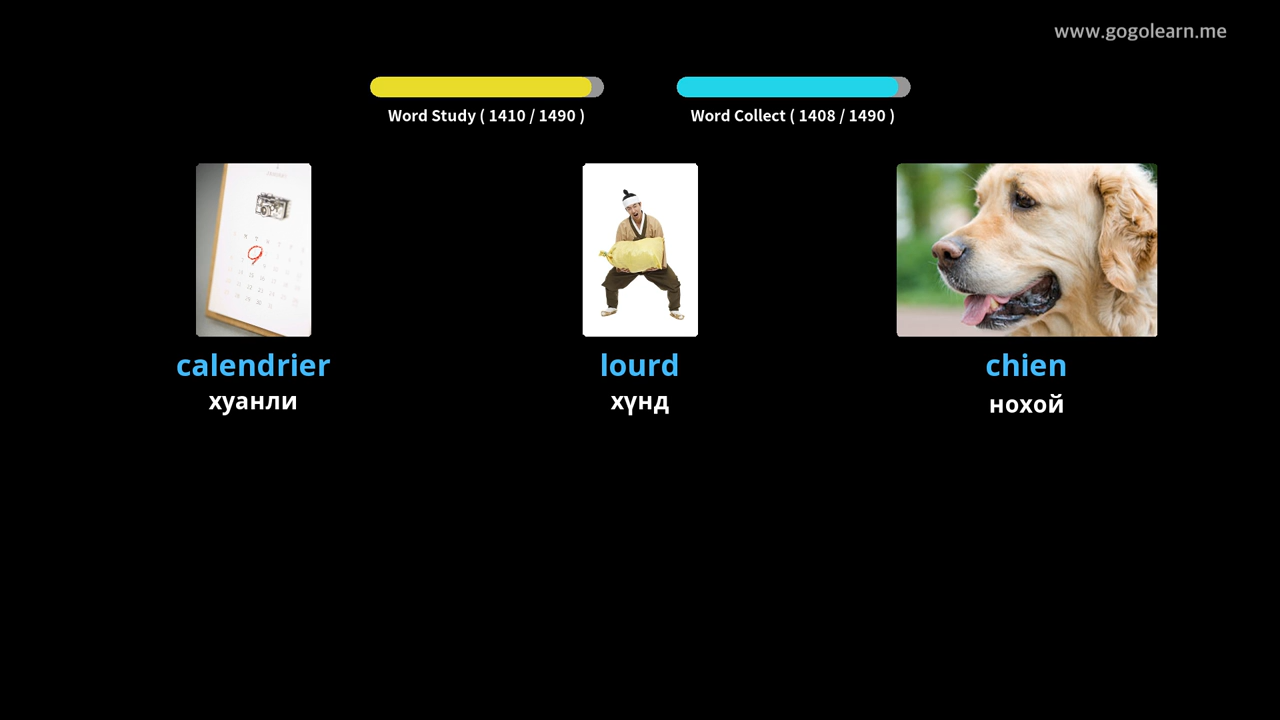 www.gogolearn.me
Word Study ( 1410 / 1490 )
Word Collect ( 1408 / 1490 )
calendrier
хуанли
lourd
хүнд
chien
нохой